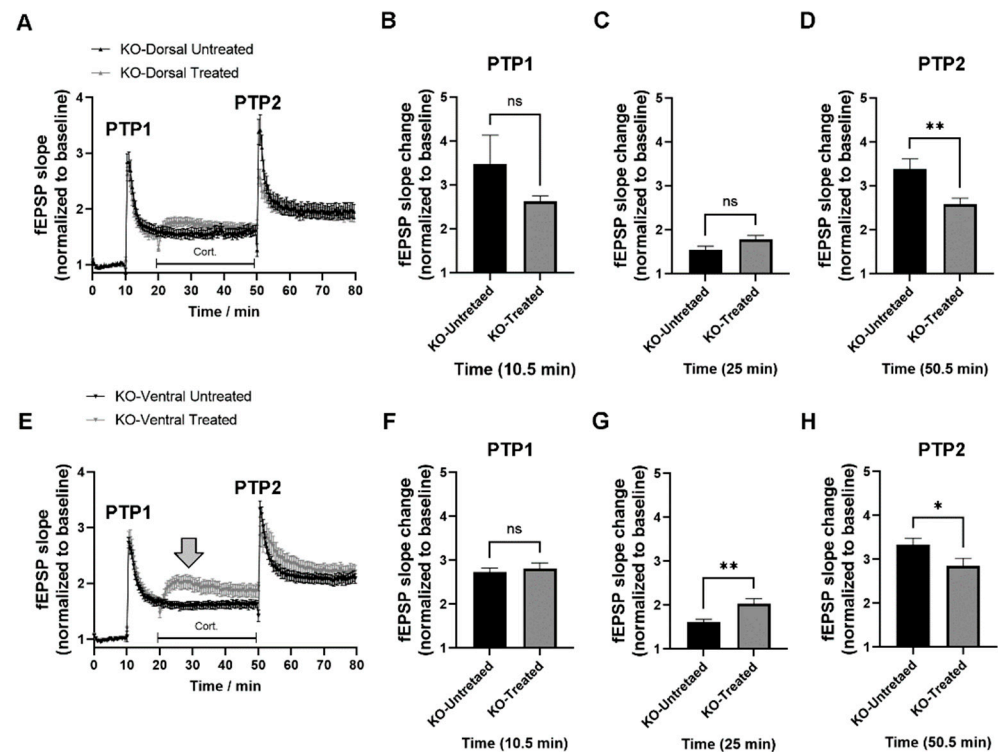 A
KO-Dorsal Untreated
KO-Dorsal Treated
fEPSP slope
(normalized to baseline)
4
3
2
1
PTP1
PTP2
Cort.
0 10 20 30 40 50 60 70 80
Time / min
B
PTP1
fEPSP slope change
(normalized to baseline)
5
4
3
2
1
ns
KO-Untretaed
KO-Treated
Time (10.5 min)
C
fEPSP slope change
(normalized to baseline)
5
4
3
2
1
ns
KO-Untretaed
KO-Treated
Time (25 min)
D
PTP2
fEPSP slope change
(normalized to baseline)
5
4
3
2
1
**
KO-Untretaed
KO-Treated
Time (50.5 min)
KO-Ventral Untreated
KO-Ventral Treated
E
fEPSP slope
(normalized to baseline)
4
3
2
1
PTP1
PTP2
Cort.
0 10 20 30 40 50 60 70 80
Time / min
F
PTP1
fEPSP slope change
(normalized to baseline)
5
4
3
2
1
ns
KO-Untretaed
KO-Treated
Time (10.5 min)
G
fEPSP slope change
(normalized to baseline)
5
4
3
2
1
**
KO-Untretaed
KO-Treated
Time (25 min)
H
PTP2
fEPSP slope change
(normalized to baseline)
5
4
3
2
1
*
KO-Untretaed
KO-Treated
Time (50.5 min)